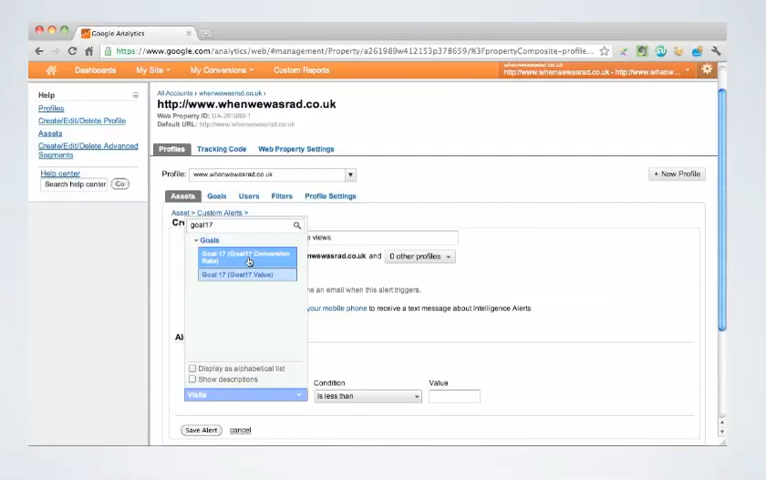 Google Analytics
https://www.google.com/analytics/web/#management/Property/a261989w412153p378659/%3FpropertyComposite-profile...
Dashboards My Site My Conversions Custom Reports
whenwewasrad.co.uk
http://www.whenwewasrad.co.uk - http://www.whenw...
Help
Profiles
Create/Edit/Delete Profile
Assets
Create/Edit/Delete Advanced
Segments
Help center
Search help center Go
All Accounts › whenwewasrad.co.uk ›
http://www.whenwewasrad.co.uk
Web Property ID: UA-261989-1
Default URL: http://www.whenwewasrad.co.uk
Profiles Tracking Code Web Property Settings
Profile: www.whenwewasrad.co.uk + New Profile
Assets Goals Users Filters Profile Settings
Asset > Custom Alerts >
Cre
goal17
Goals
Goal 17 (Goal17 Conversion
Rate)
Goal 17 (Goal17 Value)
e views
nwewasrad.co.uk and 0 other profiles
me an email when this alert triggers.
your mobile phone to receive a text message about Intelligence Alerts
Ale
Display as alphabetical list
Show descriptions
Visits
Condition Value
Is less than
Save Alert cancel